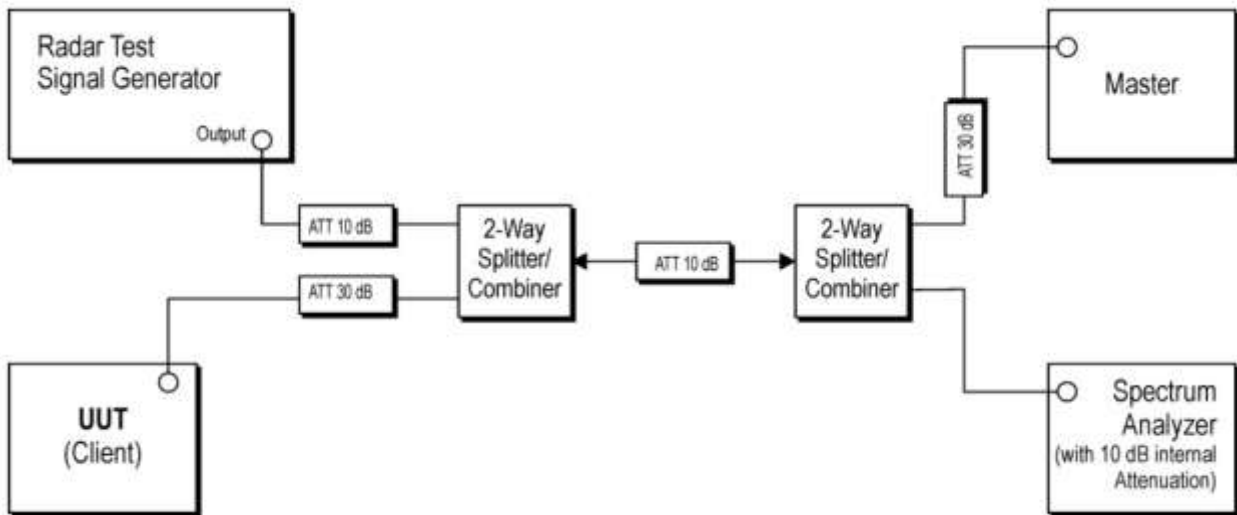 Radar Test
Signal Generator
Output
ATT 10 dB
2-Way
Splitter/
Combiner
ATT 30 dB
UUT
(Client)
ATT 10 dB
2-Way
Splitter/
Combiner
ATT 30 dB
Master
Spectrum
Analyzer
(with 10 dB internal
Attenuation)